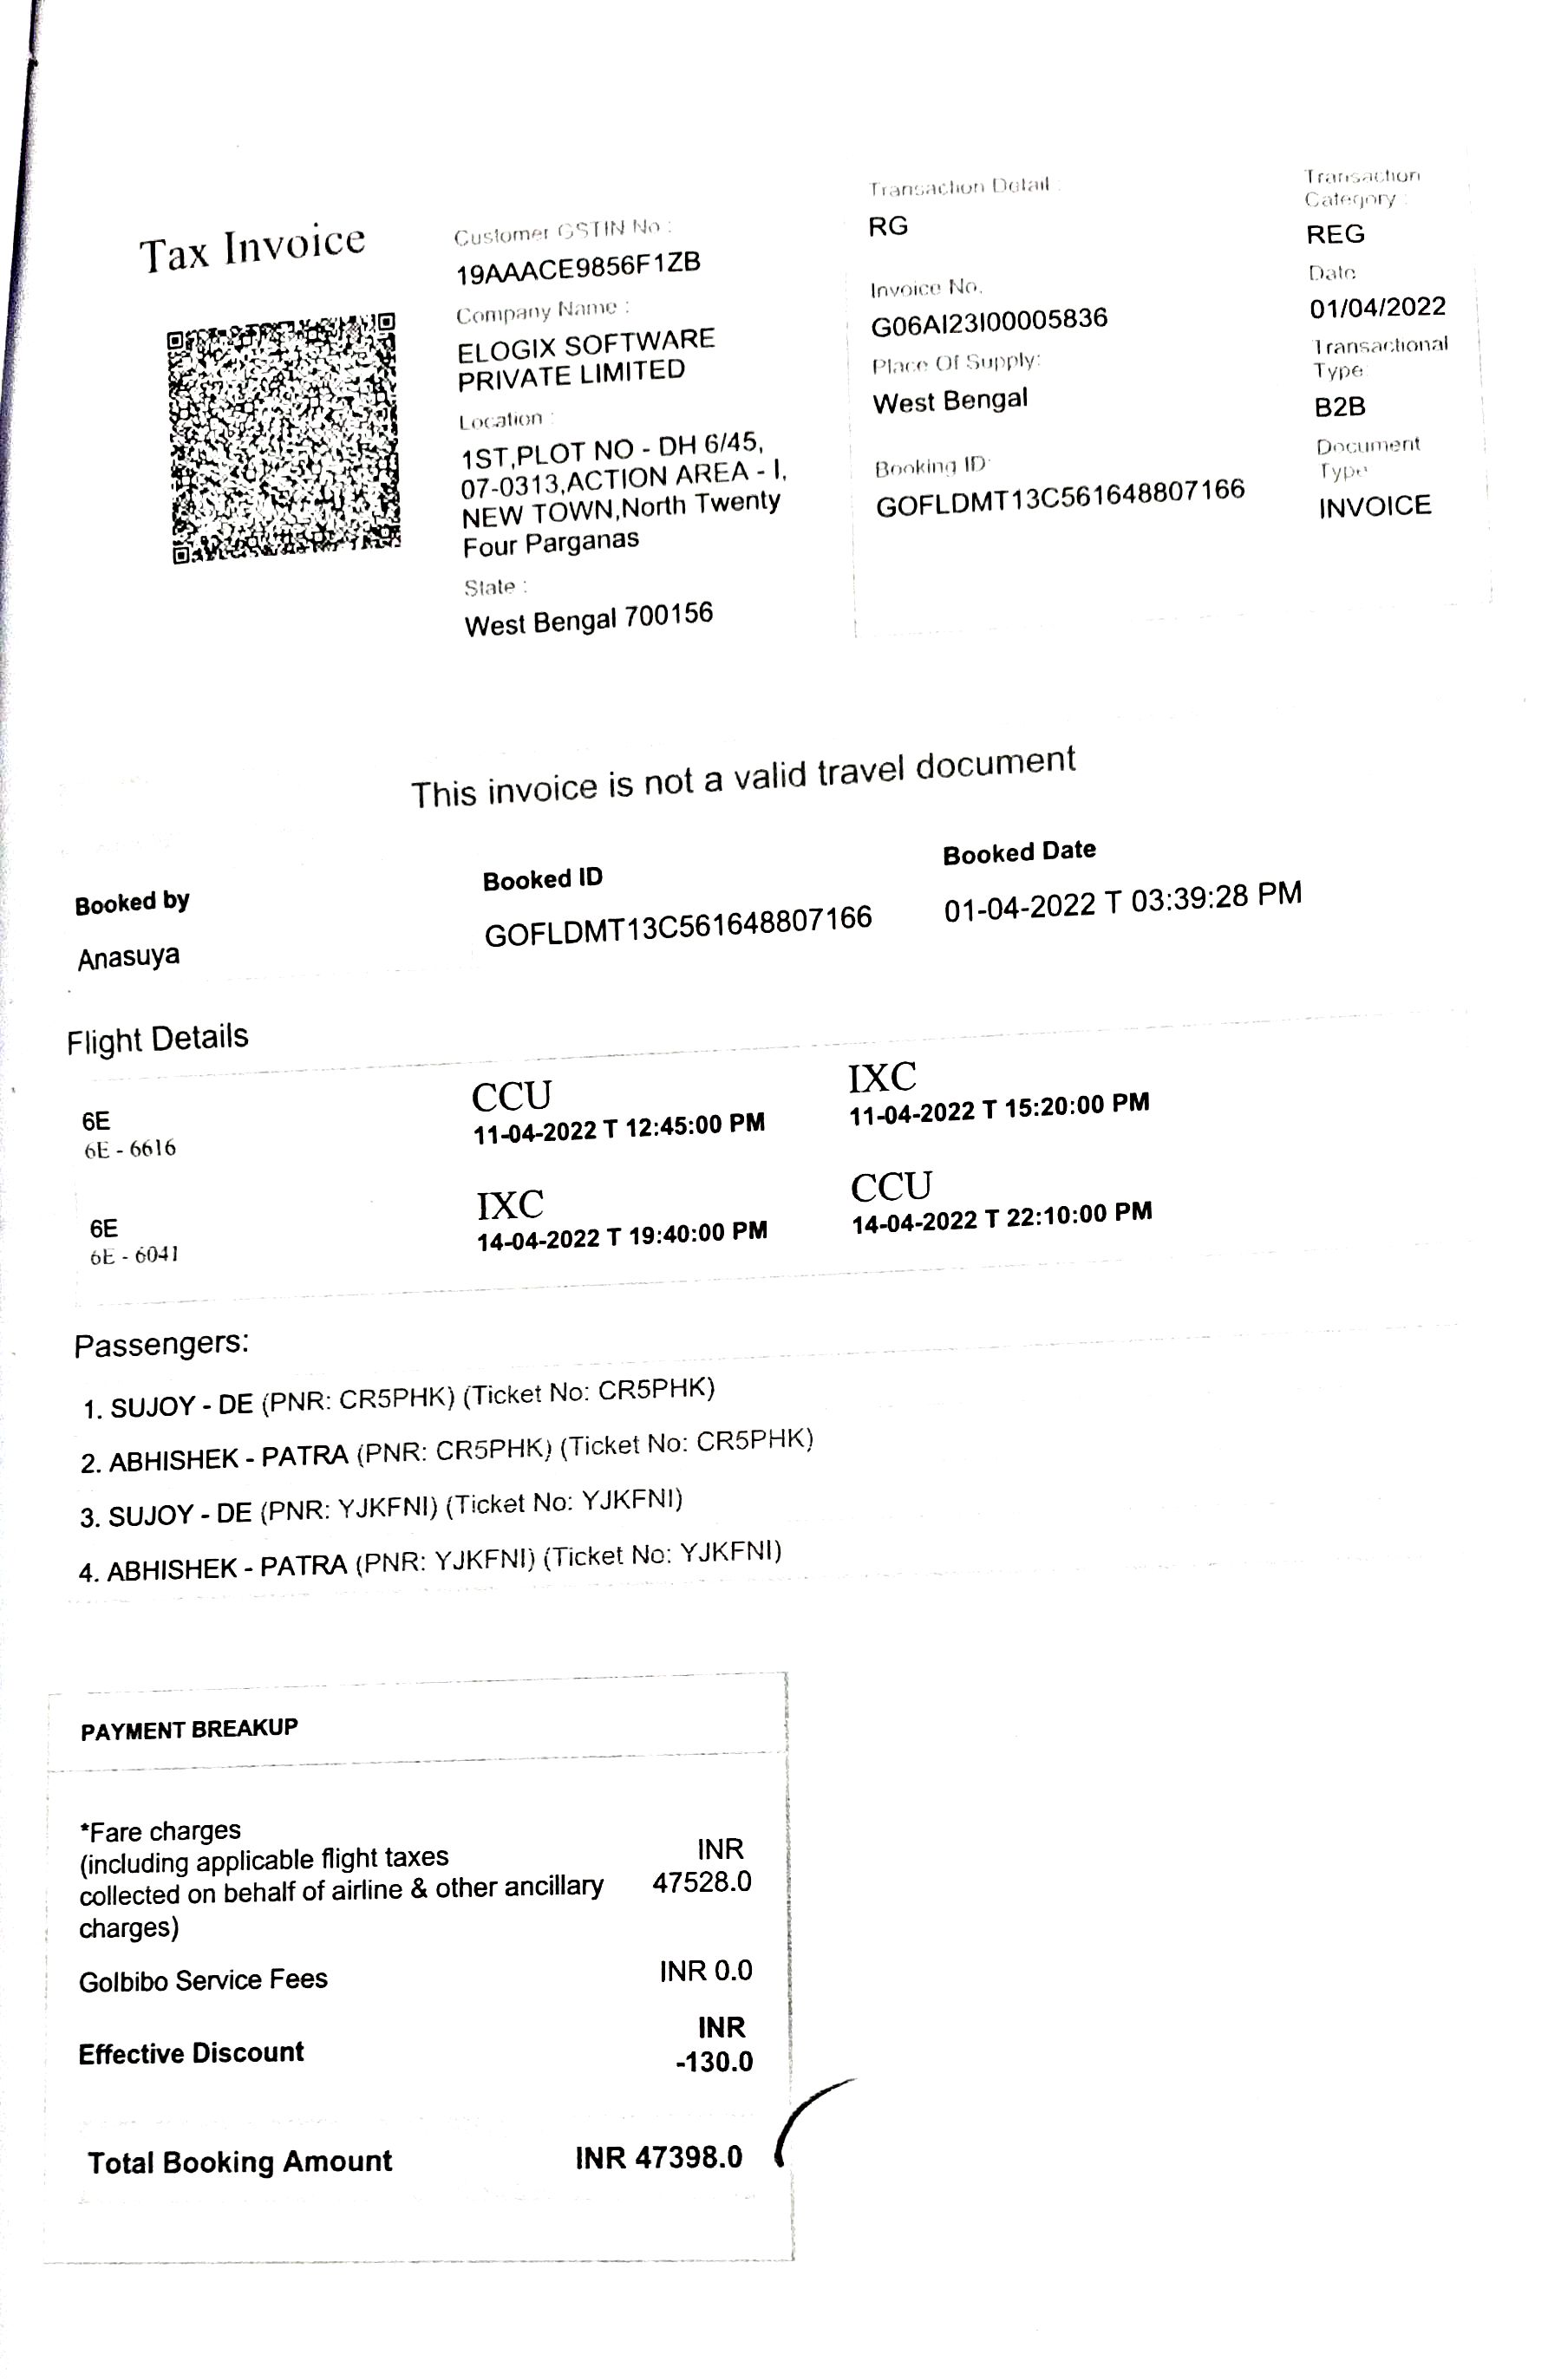 Tax Invoice
Customer GSTIN No :
19AAACE9856F1ZB
Company Name :
ELOGIX SOFTWARE
PRIVATE LIMITED
Location :
1ST,PLOT NO - DH 6/45,
07-0313,ACTION AREA - I,
NEW TOWN,North Twenty
Four Parganas
State :
West Bengal 700156
Transaction Detail :
RG
Invoice No.
G06AI23I00005836
Place Of Supply:
West Bengal
Booking ID:
GOFLDMT13C561648807166
Transaction
Category :
REG
Date
01/04/2022
Transactional
Type
B2B
Document
Type
INVOICE
This invoice is not a valid travel document
Booked by
Anasuya
Booked ID
GOFLDMT13C561648807166
Booked Date
01-04-2022 T 03:39:28 PM
Flight Details
6E
6E - 6616
CCU
11-04-2022 T 12:45:00 PM
IXC
11-04-2022 T 15:20:00 PM
6E
6E - 6041
IXC
14-04-2022 T 19:40:00 PM
CCU
14-04-2022 T 22:10:00 PM
Passengers:
1. SUJOY - DE (PNR: CR5PHK) (Ticket No: CR5PHK)
2. ABHISHEK - PATRA (PNR: CR5PHK) (Ticket No: CR5PHK)
3. SUJOY - DE (PNR: YJKFNI) (Ticket No: YJKFNI)
4. ABHISHEK - PATRA (PNR: YJKFNI) (Ticket No: YJKFNI)
PAYMENT BREAKUP
*Fare charges
(including applicable flight taxes
collected on behalf of airline & other ancillary
charges)
INR
47528.0
GoIbibo Service Fees INR 0.0
Effective Discount
INR
-130.0
Total Booking Amount INR 47398.0